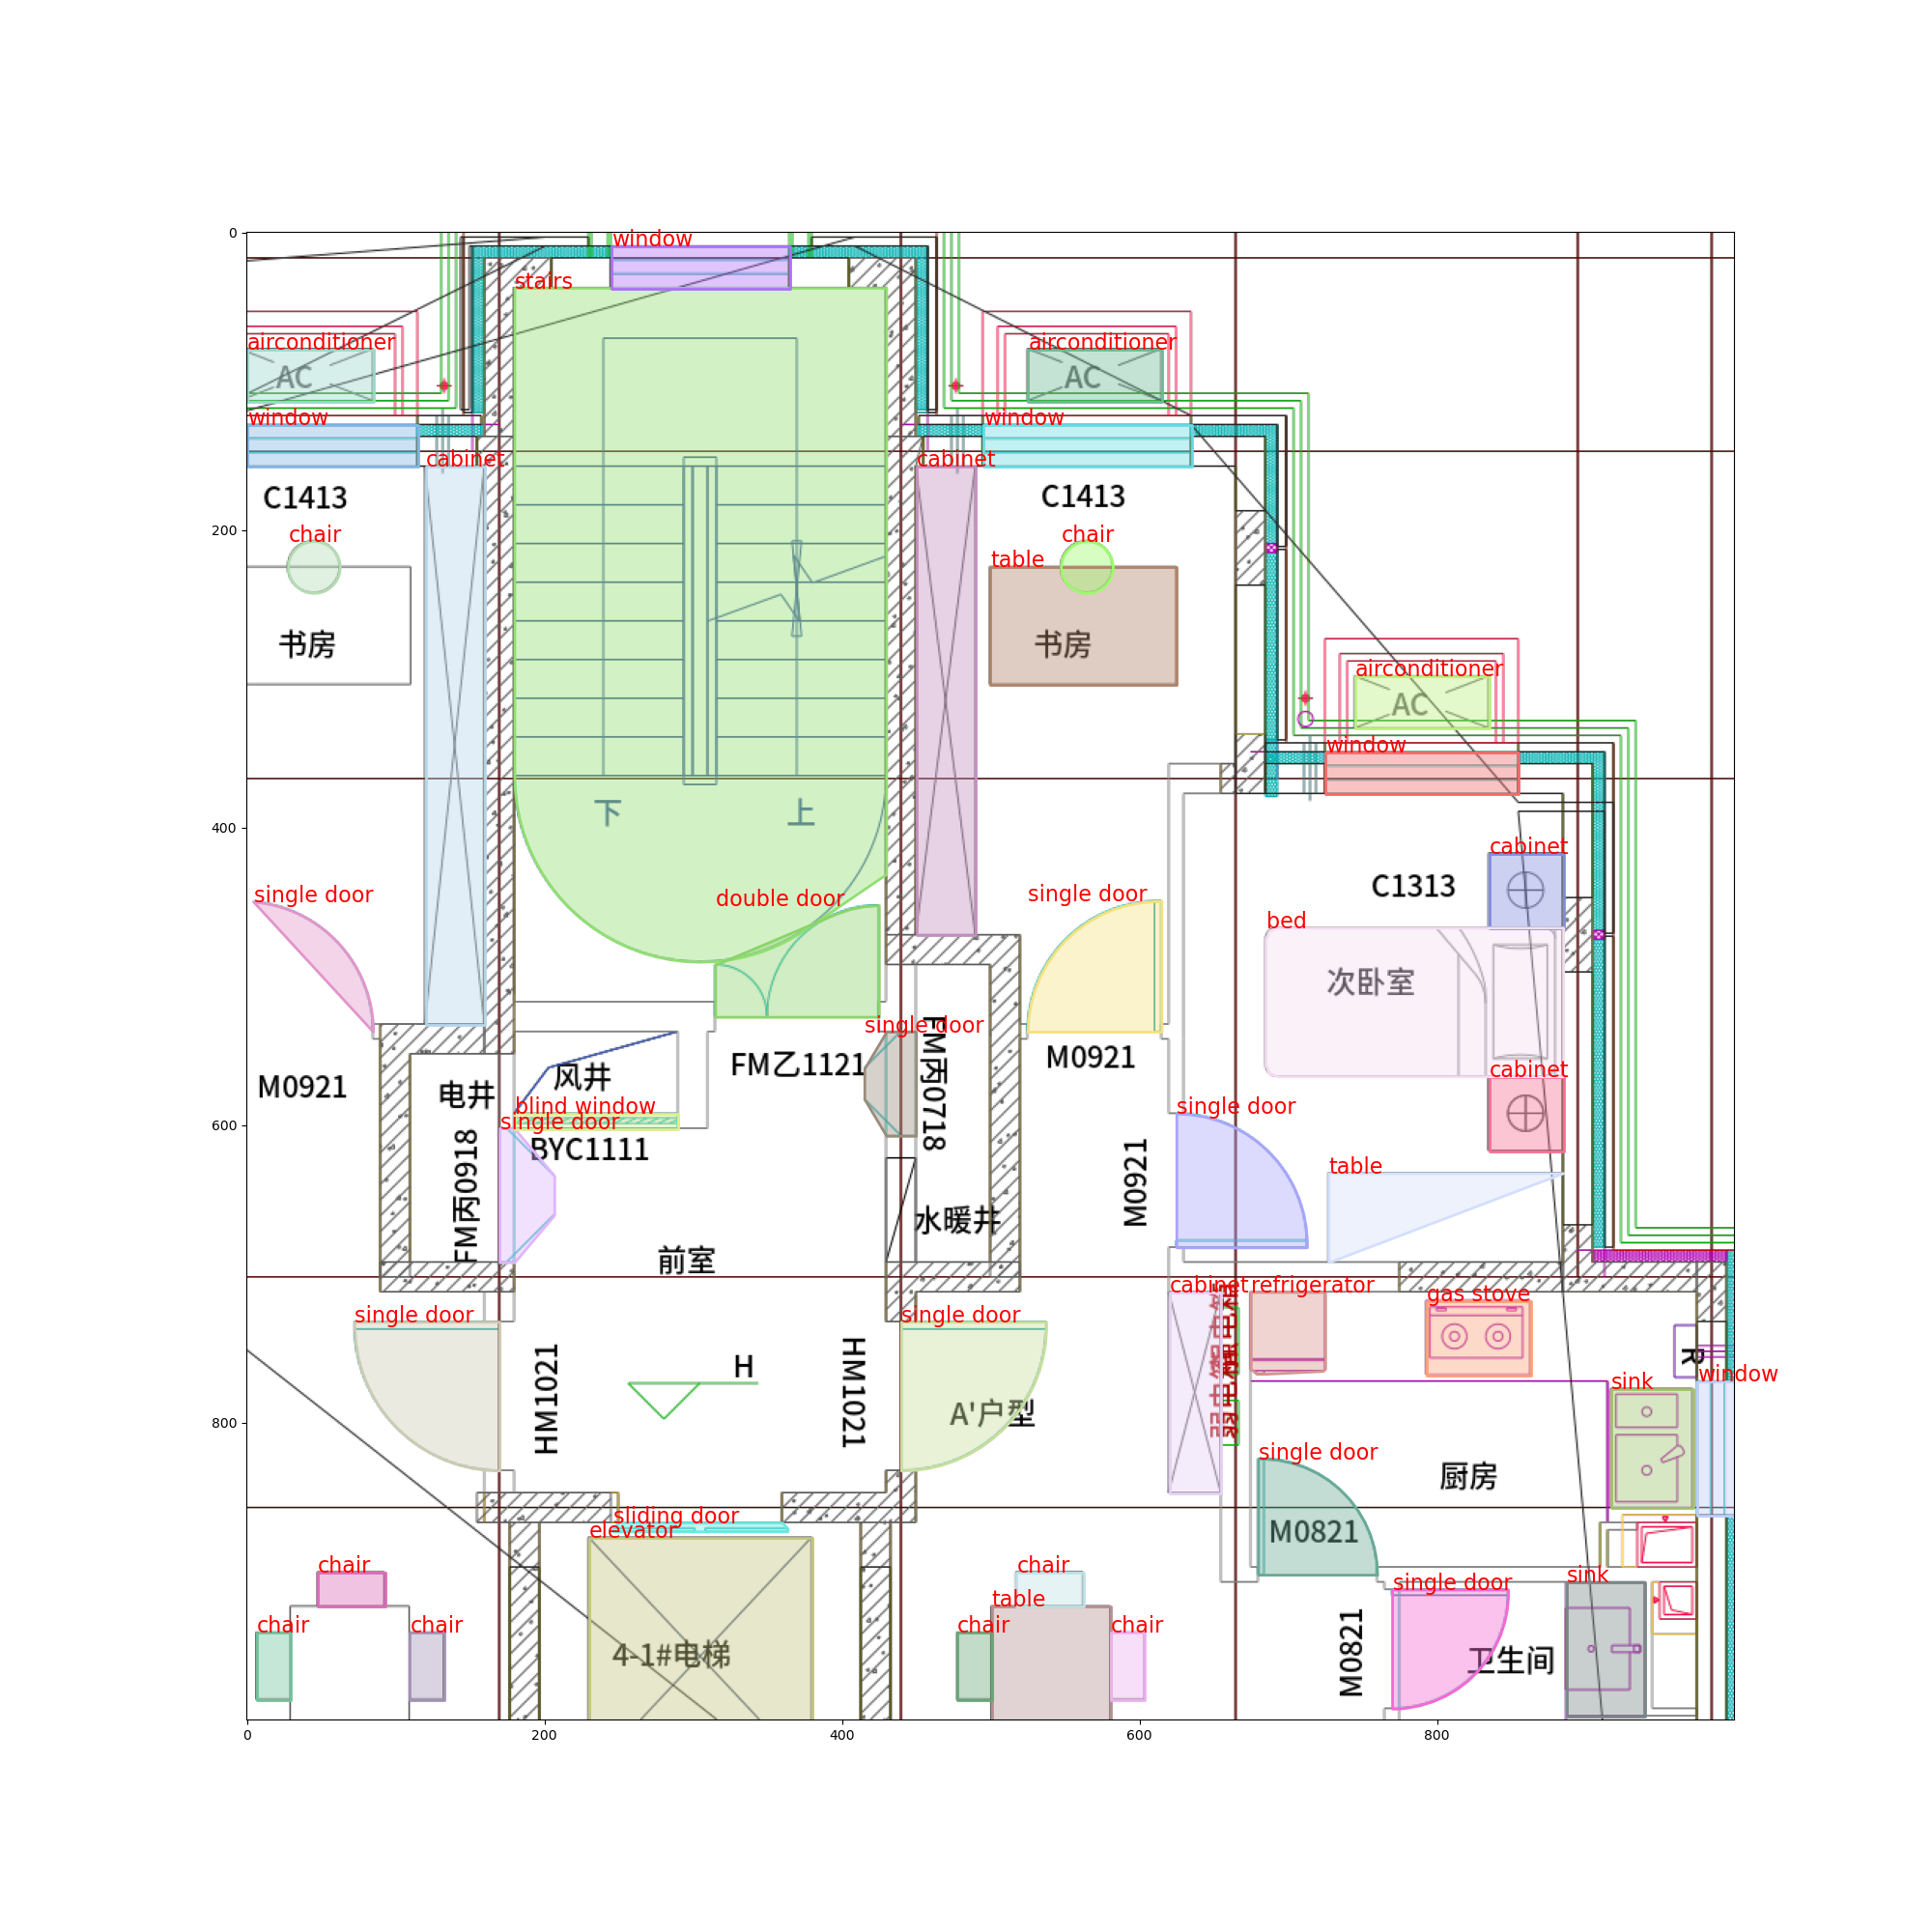 0
window
stairs
airconditioner
AC
airconditioner
AC
window
window
cabinet
cabinet
C1413
C1413
200
chair
chair
table
书房
书房
airconditioner
AC
window
400
下
上
cabinet
C1313
single door
double door
single door
bed
次卧室
single door
FM丙0718
M0921
电井
风井
FM乙1121
M0921
cabinet
blind window
single door
single door
600
BYC1111
FM丙0918
M0921
table
水暖井
前室
cabinet
refrigerator
gas stove
single door
single door
HM1021
H
HM1021
R
window
sink
A'户型
800
single door
厨房
sliding door
elevator
M0821
chair
chair
sink
table
single door
chair
chair
chair
chair
4-1#电梯
M0821
卫生间
0
200
400
600
800